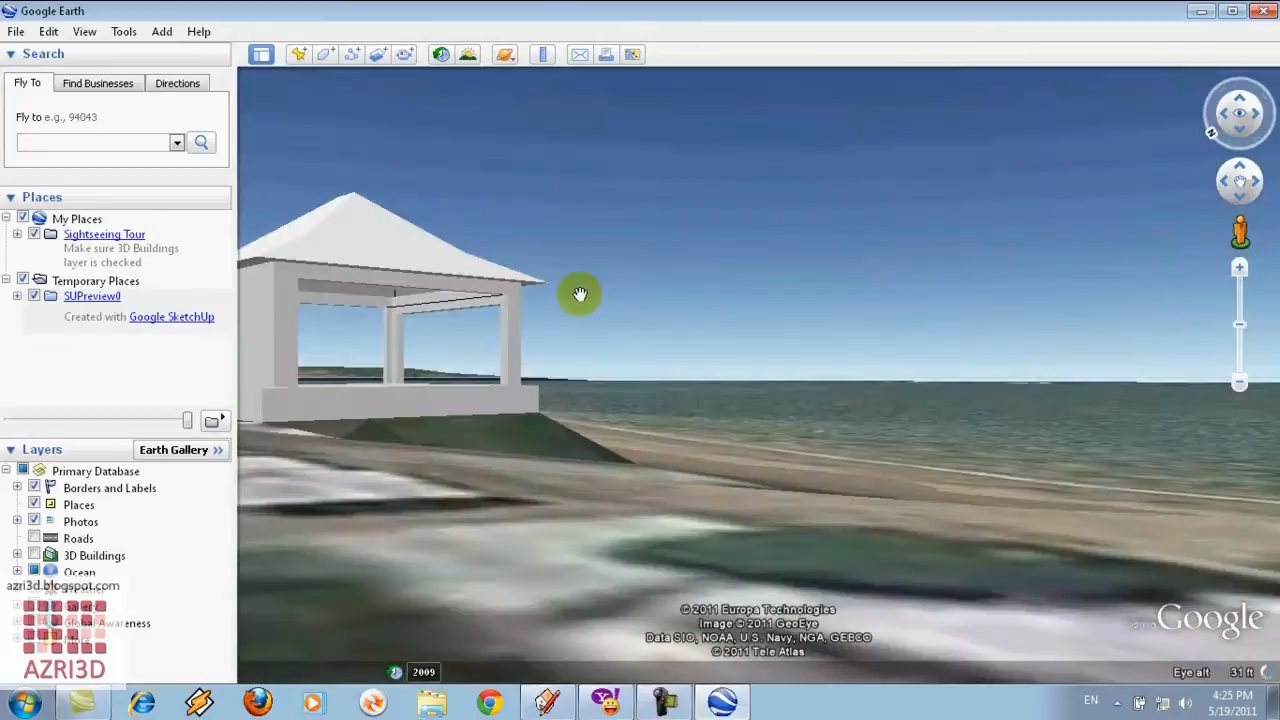 Google Earth
File Edit View Tools Add Help
Search
Fly To Find Businesses Directions
Fly to e.g., 94043
Places
My Places
Sightseeing Tour
Make sure 3D Buildings
layer is checked
Temporary Places
SUPreview0
Created with Google SketchUp
Layers Earth Gallery >>
Primary Database
Borders and Labels
Places
Photos
Roads
3D Buildings
Ocean
azri3d.blogspot.com
Global Awareness
AZRI3D
N
© 2011 Europa Technologies
Image © 2011 GeoEye
Data SIO, NOAA, U.S. Navy, NGA, GEBCO
© 2011 Tele Atlas
Google
2009
Eye alt 31 ft
EN
4:25 PM
5/19/2011